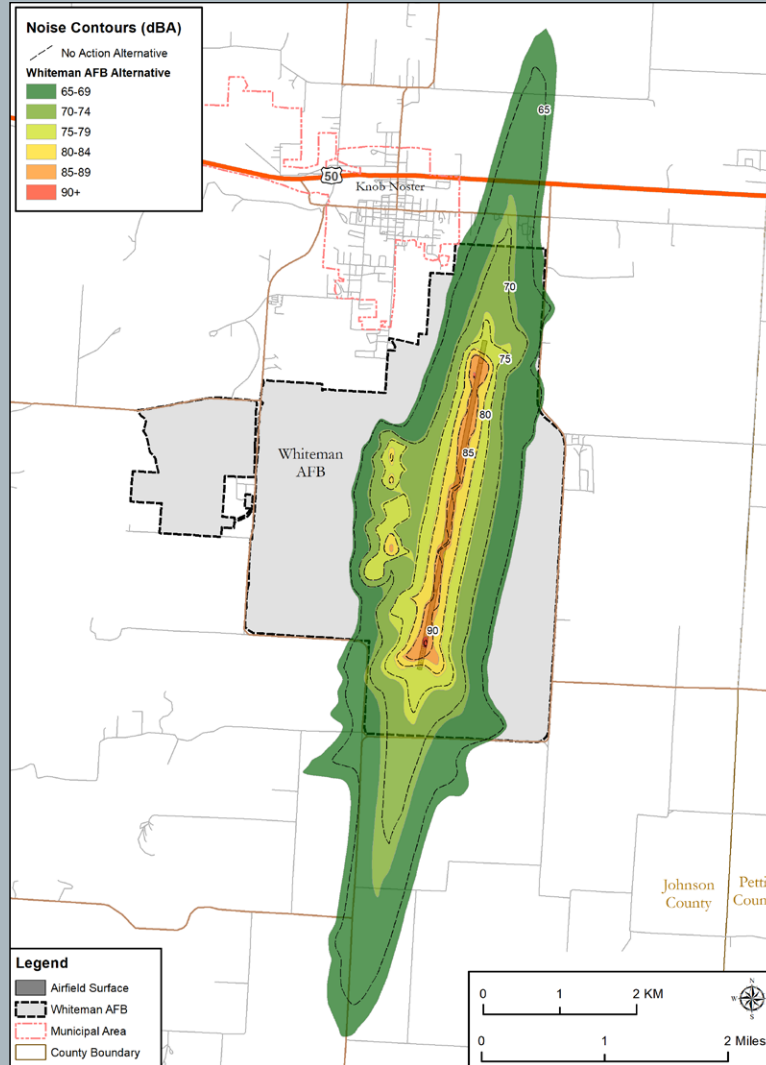 Noise Contours (dBA)
No Action Alternative
Whiteman AFB Alternative
65-69
70-74
75-79
80-84
85-89
90+
65
50
Knob Noster
70
75
80
85
Whiteman
AFB
90
Johnson
County
Petti
Coun
Legend
Airfield Surface
Whiteman AFB
Municipal Area
County Boundary
0 1 2 KM
N
W
S
0 1 2 Miles